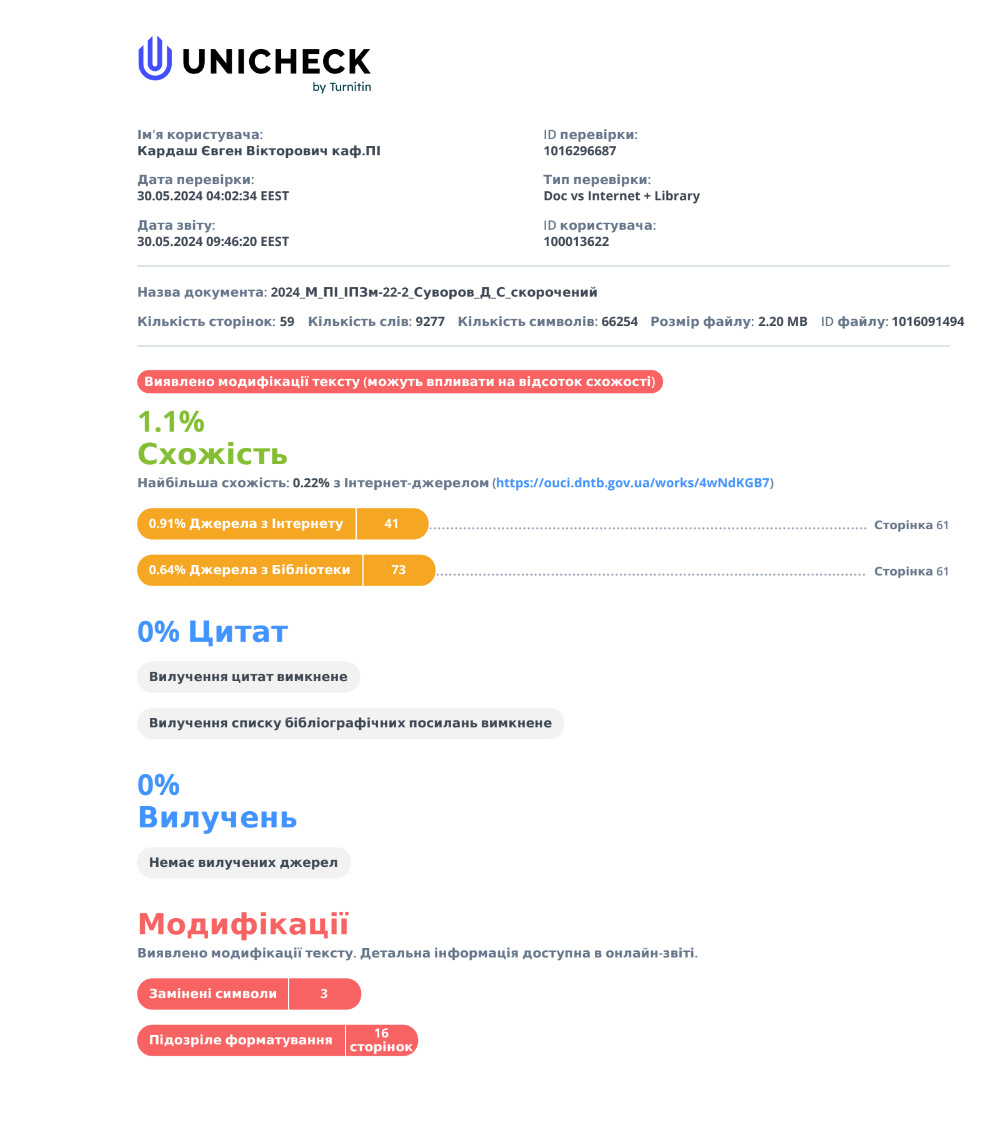 UNICHECK
by Turnitin
Ім'я користувача:
Кардаш Євген Вікторович каф.ПІ
ID перевірки:
1016296687
Дата перевірки:
30.05.2024 04:02:34 EEST
Тип перевірки:
Doc vs Internet + Library
Дата звіту:
30.05.2024 09:46:20 EEST
ID користувача:
100013622
Назва документа: 2024_М_ПІ_ІПЗм-22-2_Суворов_Д_С_скорочений
Кількість сторінок: 59 Кількість слів: 9277 Кількість символів: 66254 Розмір файлу: 2.20 MB ID файлу: 1016091494
Виявлено модифікації тексту (можуть впливати на відсоток схожості)
1.1%
Схожість
Найбільша схожість: 0.22% з Інтернет-джерелом (https://ouci.dntb.gov.ua/works/4wNdKGB7)
0.91% Джерела з Інтернету 41 Сторінка 61
0.64% Джерела з Бібліотеки 73 Сторінка 61
0% Цитат
Вилучення цитат вимкнене
Вилучення списку бібліографічних посилань вимкнене
0%
Вилучень
Немає вилучених джерел
Модифікації
Виявлено модифікації тексту. Детальна інформація доступна в онлайн-звіті.
Замінені символи 3
Підозріле форматування 16 сторінок